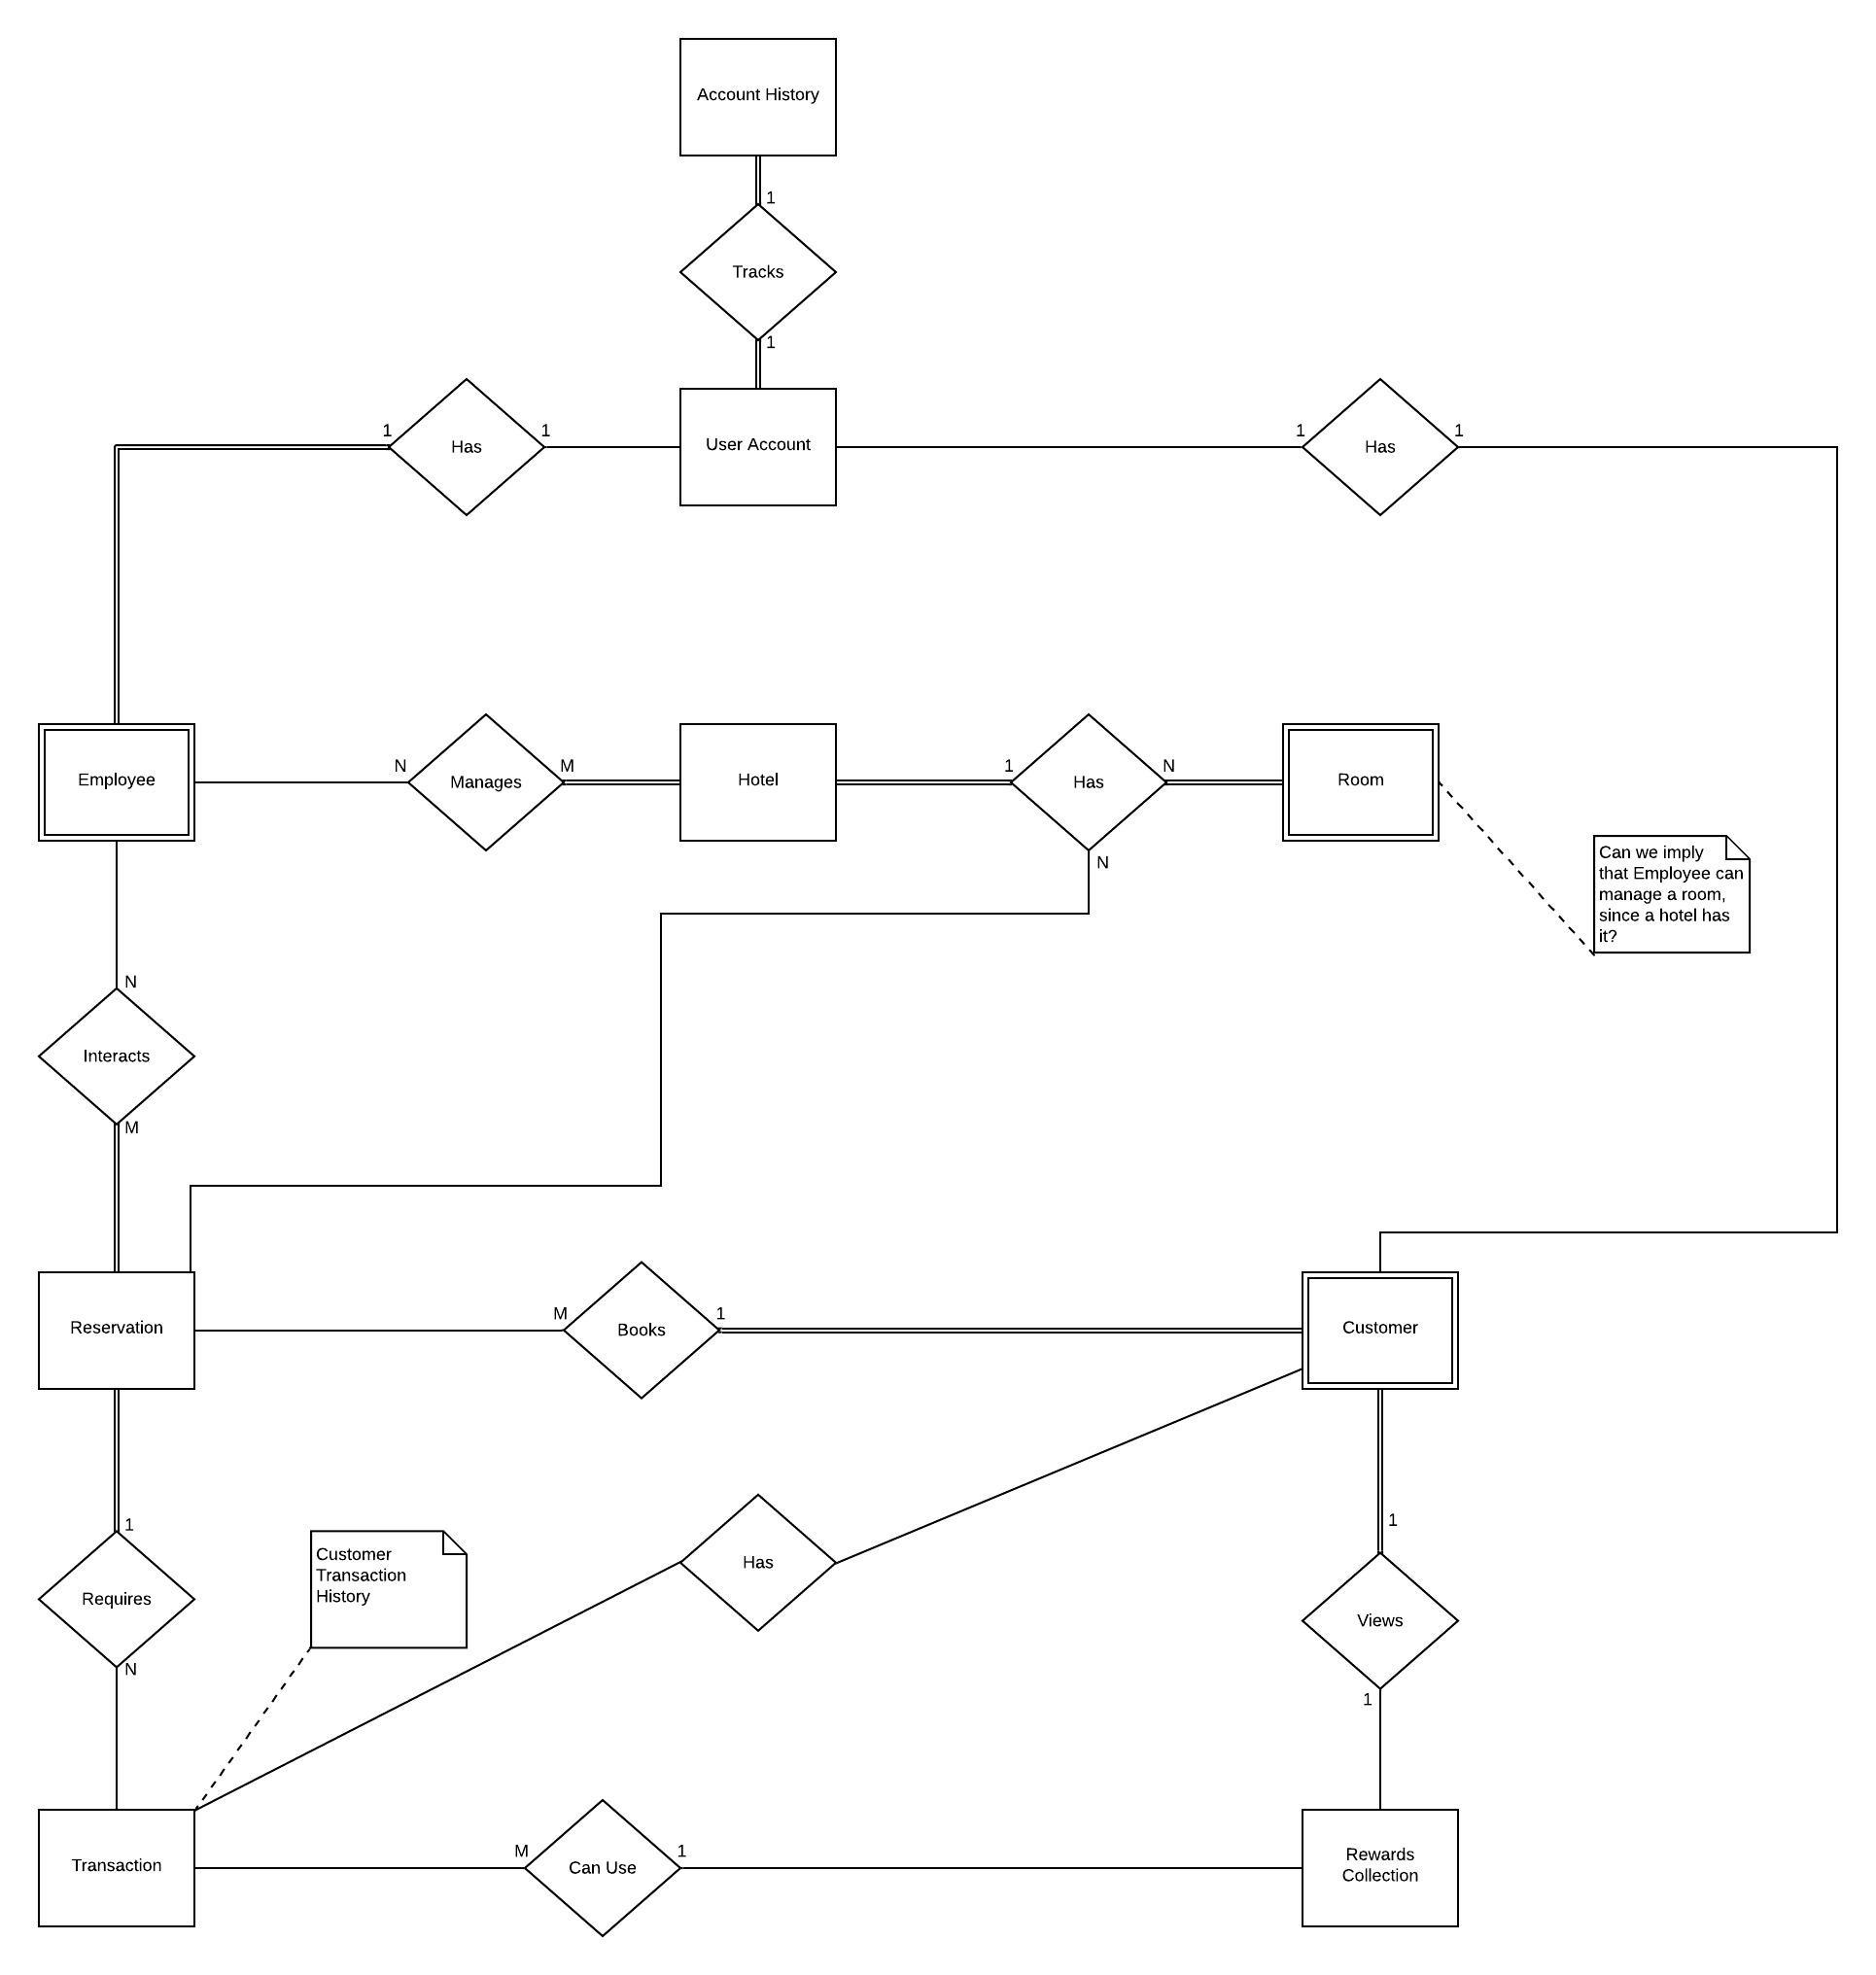 Account History
1
Tracks
1
1
Has
1
User Account
1
Has
1
Employee
N
Manages
M
Hotel
1
Has
N
Room
N
Can we imply
that Employee can
manage a room,
since a hotel has
it?
N
Interacts
M
Reservation
M
Books
1
Customer
1
Requires
N
Customer
Transaction
History
Has
1
Views
1
Transaction
M
Can Use
1
Rewards
Collection